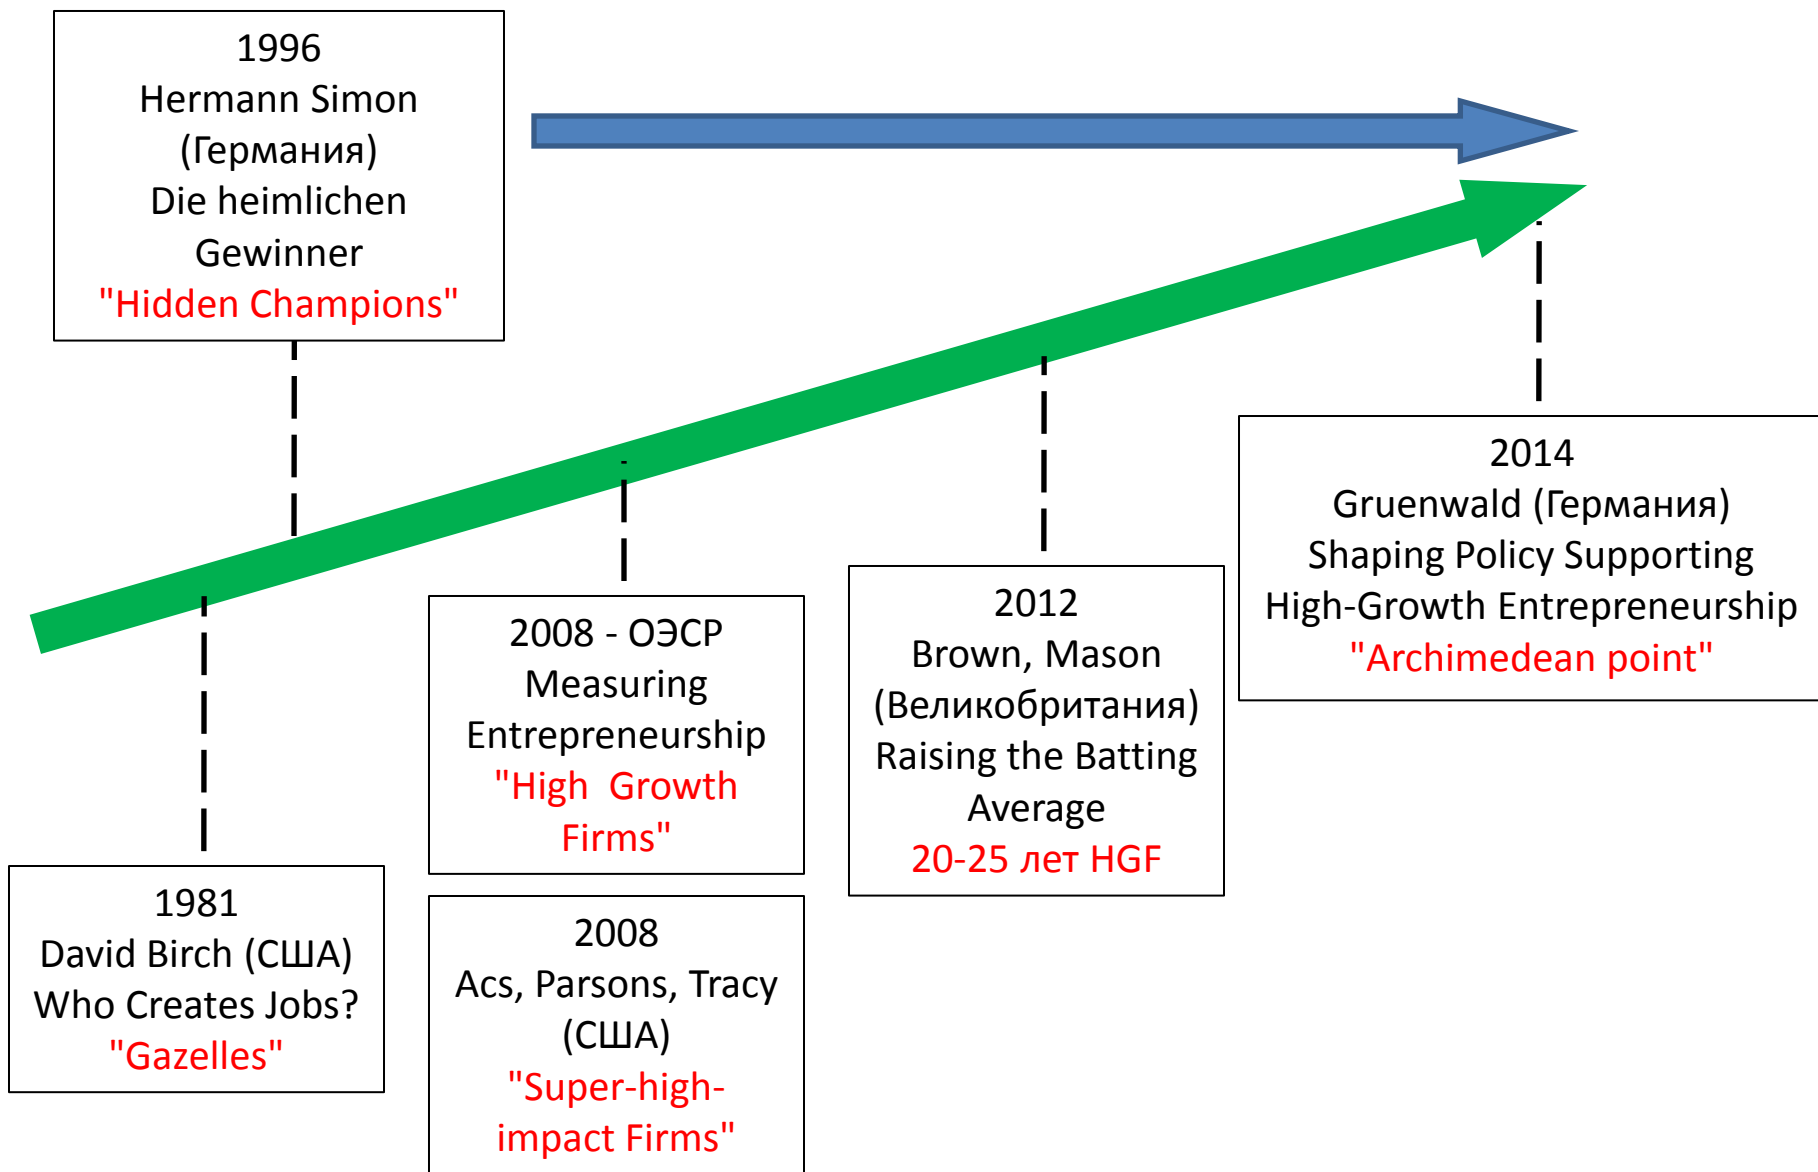 1996
Hermann Simon
(Германия)
Die heimlichen
Gewinner
"Hidden Champions"
1981
David Birch (США)
Who Creates Jobs?
"Gazelles"
2008 - ОЭСР
Measuring
Entrepreneurship
"High  Growth
Firms"
2008
Acs, Parsons, Tracy
(США)
"Super-high-
impact Firms"
2012
Brown, Mason
(Великобритания)
Raising the Batting
Average
20-25 лет HGF
2014
Gruenwald (Германия)
Shaping Policy Supporting
High-Growth Entrepreneurship
"Archimedean point"